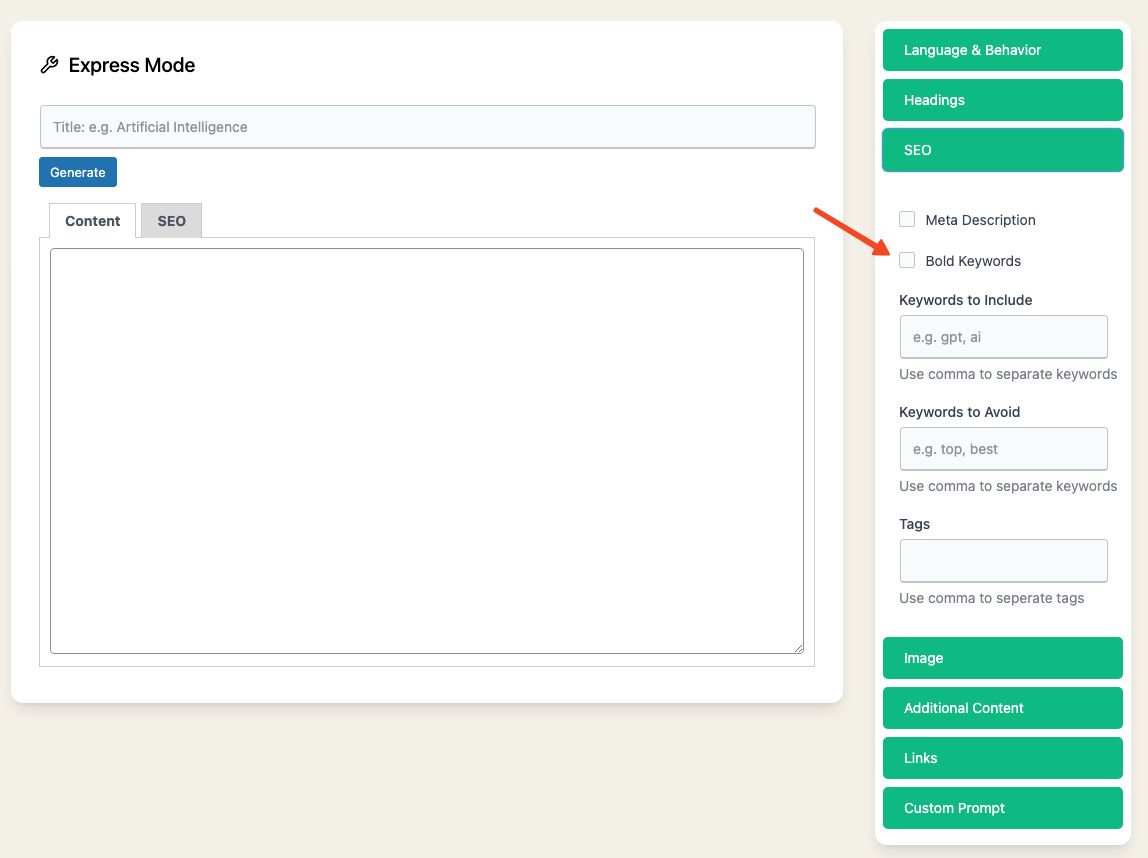 Express Mode
Title: e.g. Artificial Intelligence
Generate
Content
SEO
Language & Behavior
Headings
SEO
Meta Description
Bold Keywords
Keywords to Include
e.g. gpt, ai
Use comma to separate keywords
Keywords to Avoid
e.g. top, best
Use comma to separate keywords
Tags
Use comma to seperate tags
Image
Additional Content
Links
Custom Prompt